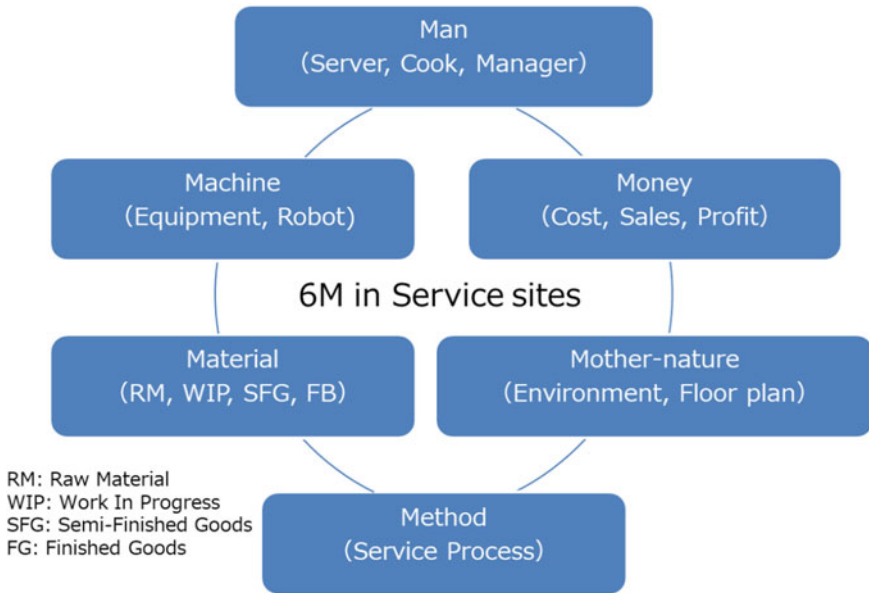 Man
(Server, Cook, Manager)
Machine
(Equipment, Robot)
Money
(Cost, Sales, Profit)
6M in Service sites
Material
(RM, WIP, SFG, FB)
Mother-nature
(Environment, Floor plan)
RM: Raw Material
WIP: Work In Progress
SFG: Semi-Finished Goods
FG: Finished Goods
Method
(Service Process)